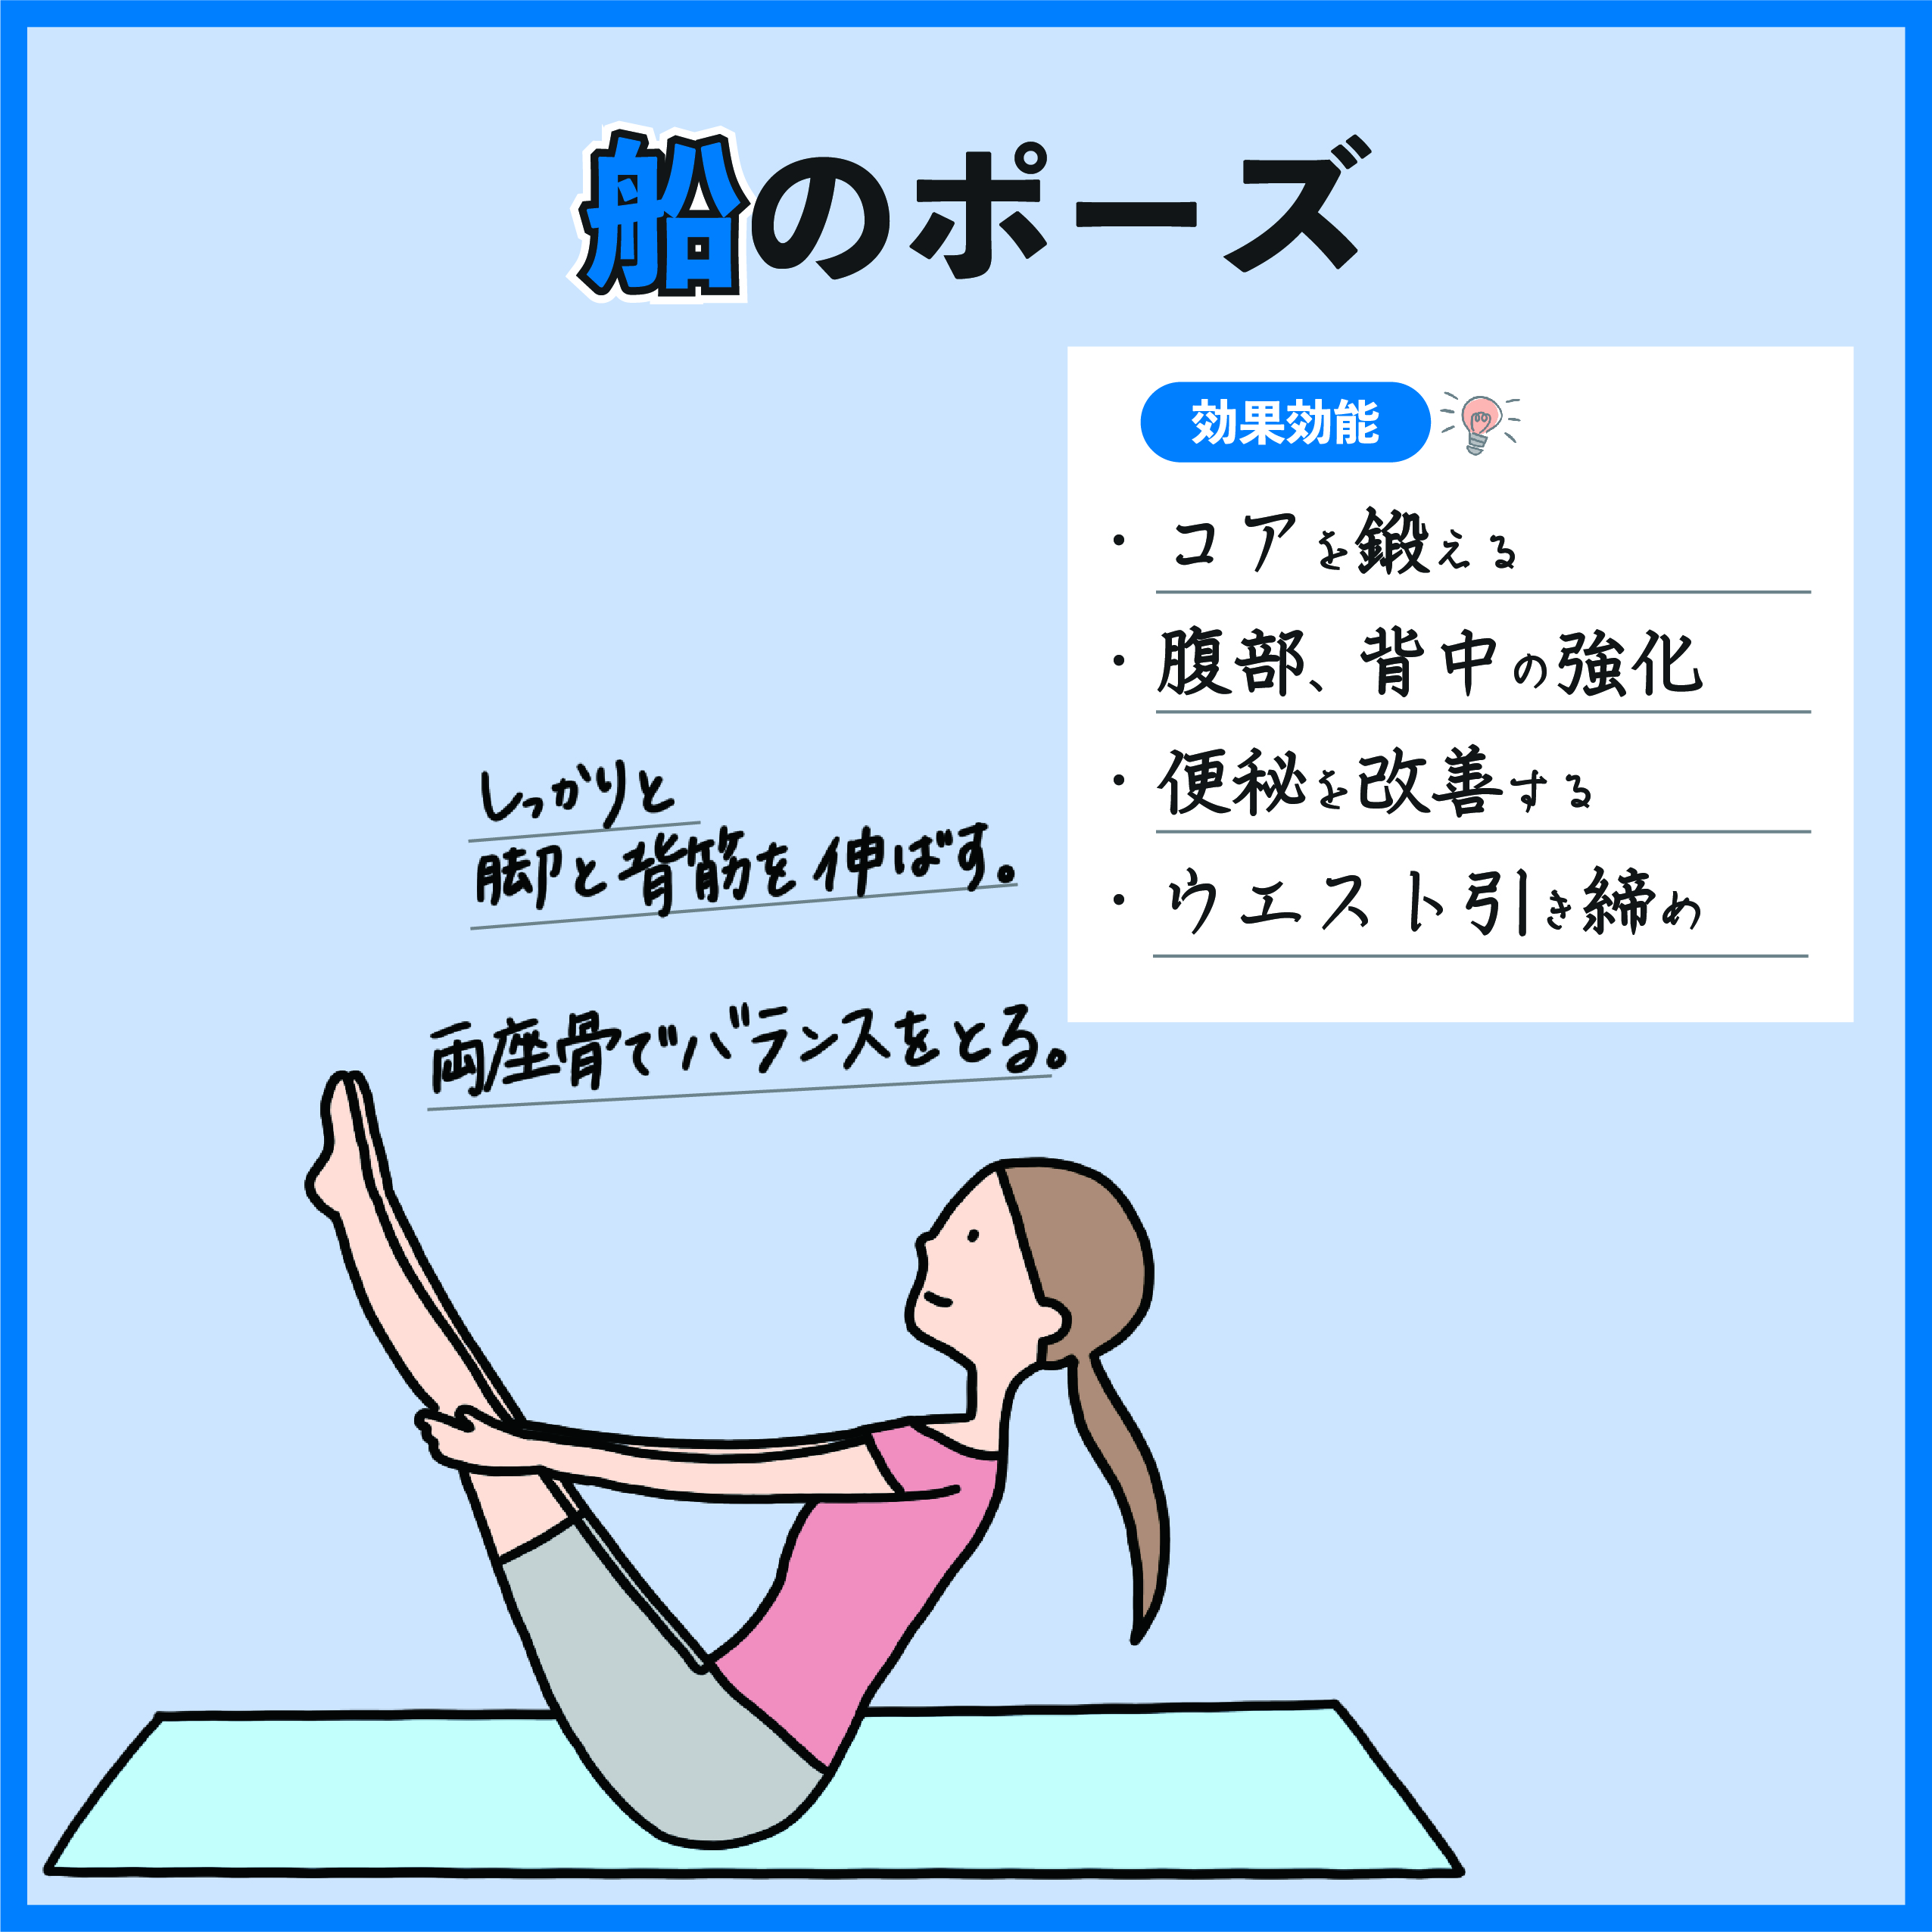 船のポーズ
効果効能
・コアを鍛える
・腹部、背中の強化
・便秘を改善する
・ウエスト引き締め
しっかりと
脚と背筋を伸ばす。
両座骨でバランスをとる。